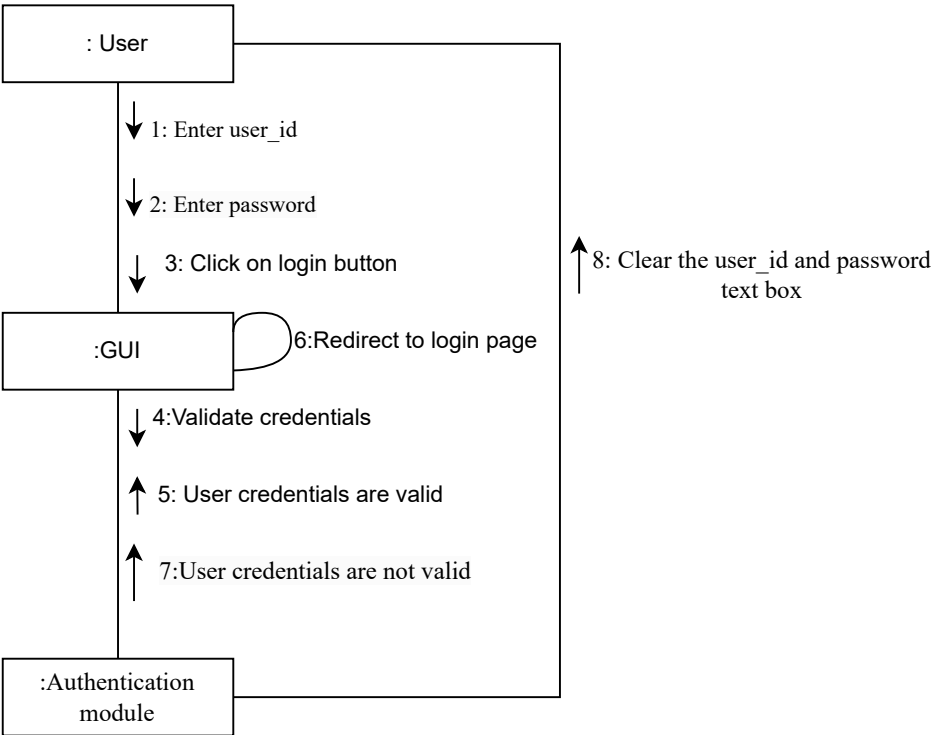 : User
1: Enter user_id
2: Enter password
3: Click on login button
8: Clear the user_id and password
text box
:GUI
6:Redirect to login page
4:Validate credentials
5: User credentials are valid
7:User credentials are not valid
:Authentication
module